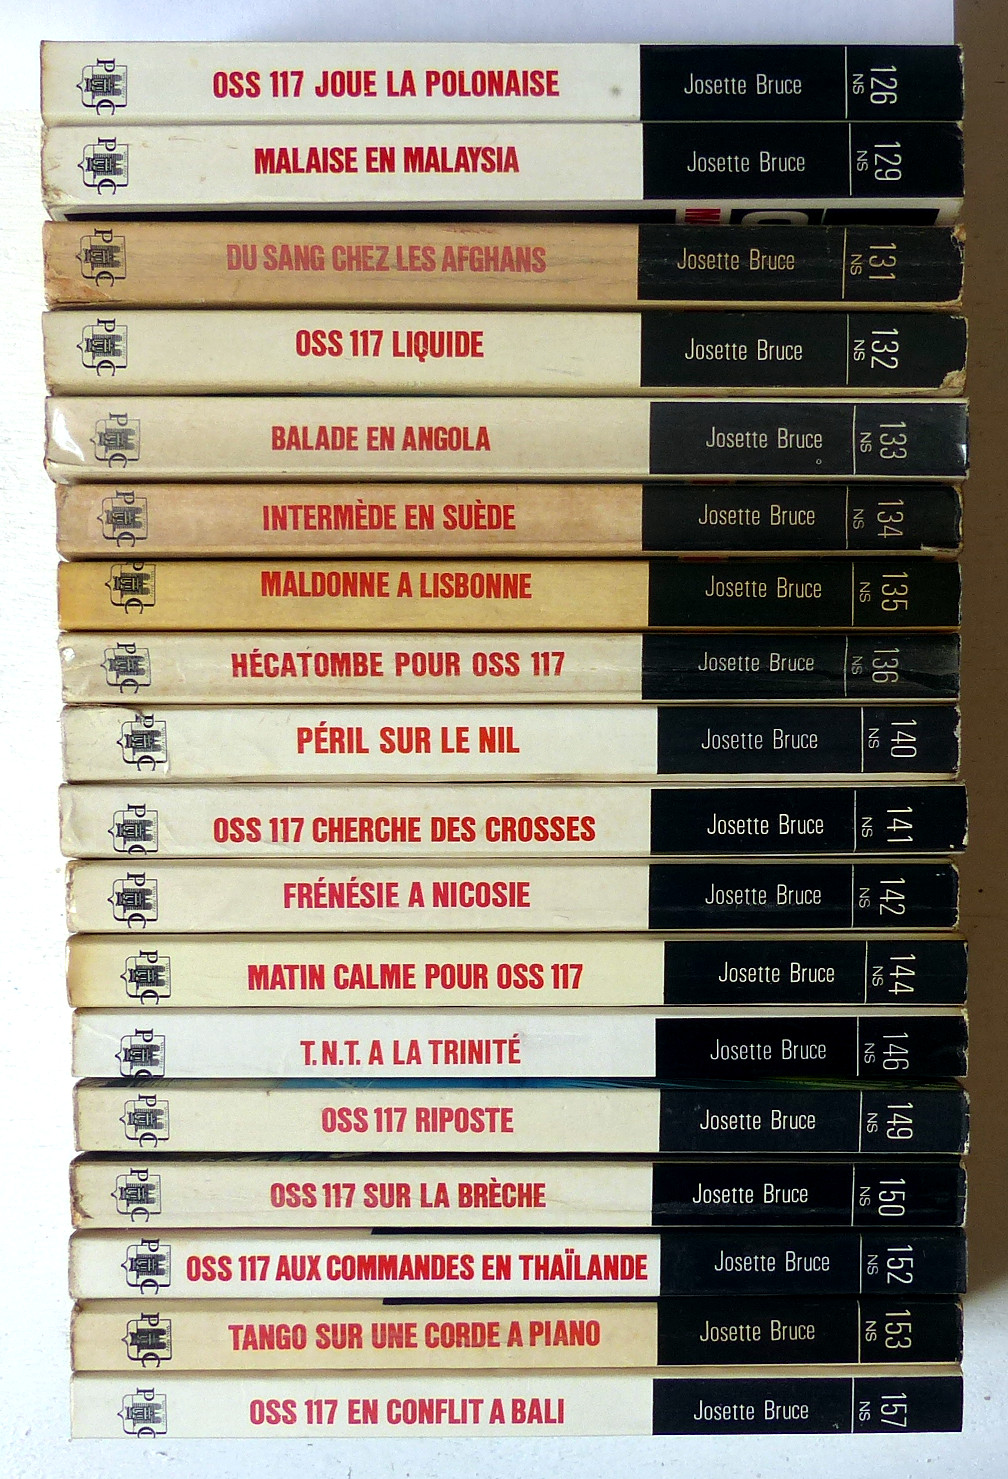 P C OSS 117 JOUE LA POLONAISE Josette Bruce NS 126
P C MALAISE EN MALAYSIA Josette Bruce NS 129
P C DU SANG CHEZ LES AFGHANS Josette Bruce NS 131
P C OSS 117 LIQUIDE Josette Bruce NS 132
P C BALADE EN ANGOLA Josette Bruce NS 133
P C INTERMÈDE EN SUÈDE Josette Bruce NS 134
P C MALDONNE A LISBONNE Josette Bruce NS 135
P C HÉCATOMBE POUR OSS 117 Josette Bruce NS 136
P C PÉRIL SUR LE NIL Josette Bruce NS 140
P C OSS 117 CHERCHE DES CROSSES Josette Bruce NS 141
P C FRÉNÉSIE A NICOSIE Josette Bruce NS 142
P C MATIN CALME POUR OSS 117 Josette Bruce NS 144
P C T.N.T. A LA TRINITÉ Josette Bruce NS 146
P C OSS 117 RIPOSTE Josette Bruce NS 149
P C OSS 117 SUR LA BRÈCHE Josette Bruce NS 150
P C OSS 117 AUX COMMANDES EN THAÏLANDE Josette Bruce NS 152
P C TANGO SUR UNE CORDE A PIANO Josette Bruce NS 153
P C OSS 117 EN CONFLIT A BALI Josette Bruce NS 157